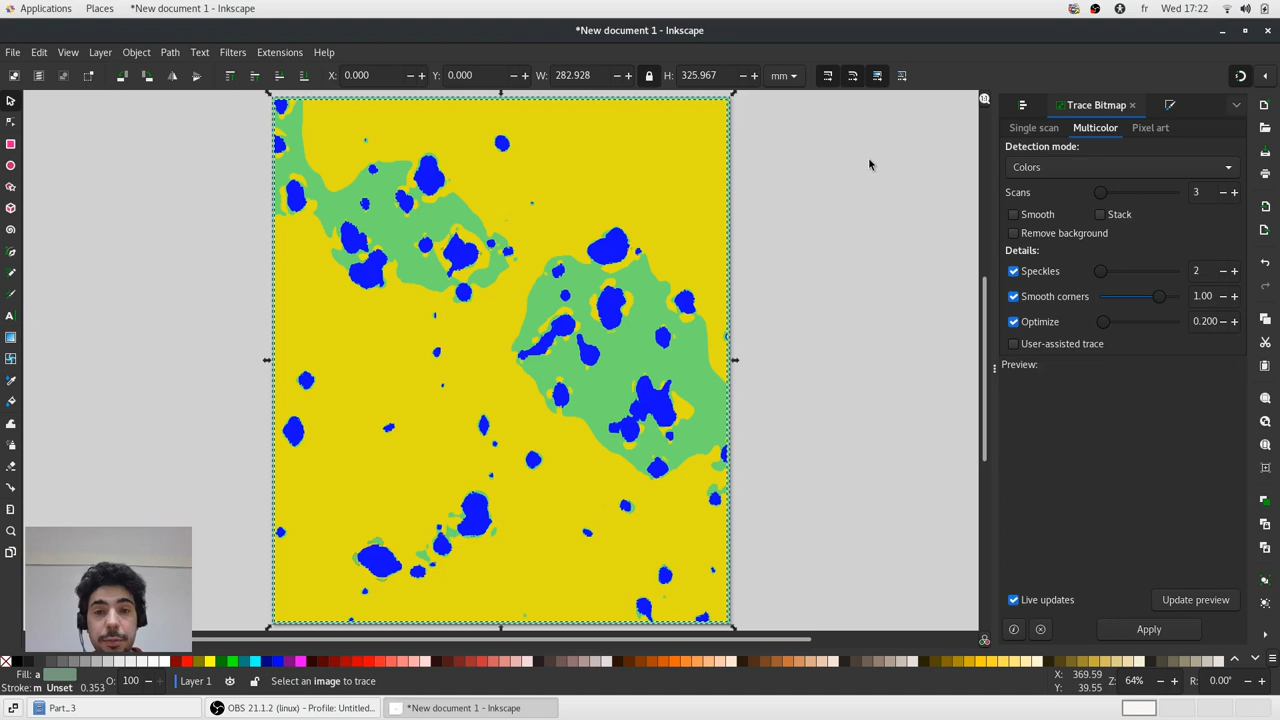 Applications Places *New document 1 - Inkscape fr Wed 17:22
*New document 1 - Inkscape
File Edit View Layer Object Path Text Filters Extensions Help
X: 0.000 Y: 0.000 W: 282.928 H: 325.967 mm
Trace Bitmap
Single scan Multicolor Pixel art
Detection mode:
Colors
Scans 3
Smooth Stack
Remove background
Details:
Speckles 2
Smooth corners 1.00
Optimize 0.200
User-assisted trace
Preview:
Live updates Update preview
Apply
Fill: a
Stroke: m Unset 0.353 O: 100 Layer 1 Select an image to trace X: 369.59 Y: 39.55 Z: 64% R: 0.00°
Part_3 OBS 21.1.2 (linux) - Profile: Untitled... *New document 1 - Inkscape